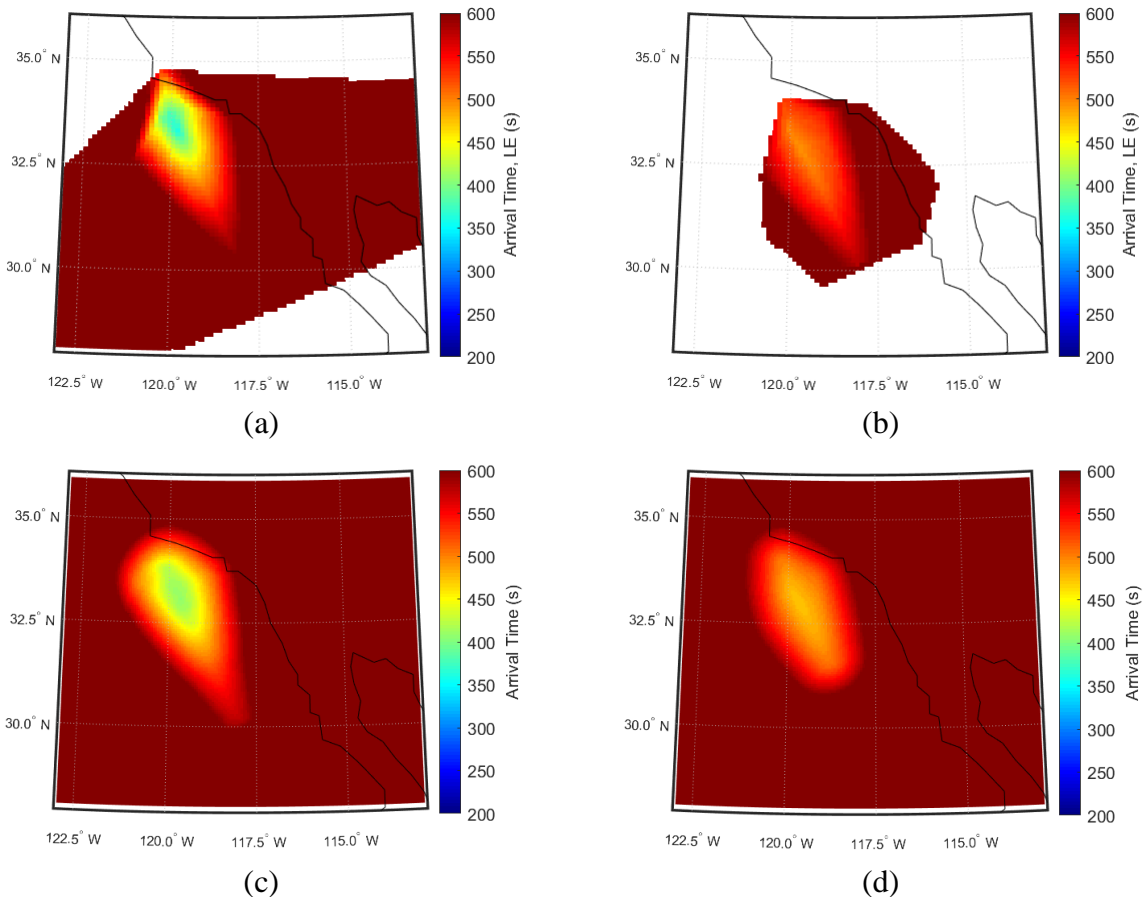 35.0° N
32.5° N
30.0° N
122.5° W
120.0° W
117.5° W
115.0° W
600
550
500
450
400
350
300
250
200
Arrival Time, LE (s)
(a)
35.0° N
32.5° N
30.0° N
122.5° W
120.0° W
117.5° W
115.0° W
600
550
500
450
400
350
300
250
200
Arrival Time, LE (s)
(b)
35.0° N
32.5° N
30.0° N
122.5° W
120.0° W
117.5° W
115.0° W
600
550
500
450
400
350
300
250
200
Arrival Time (s)
(c)
35.0° N
32.5° N
30.0° N
122.5° W
120.0° W
117.5° W
115.0° W
600
550
500
450
400
350
300
250
200
Arrival Time (s)
(d)